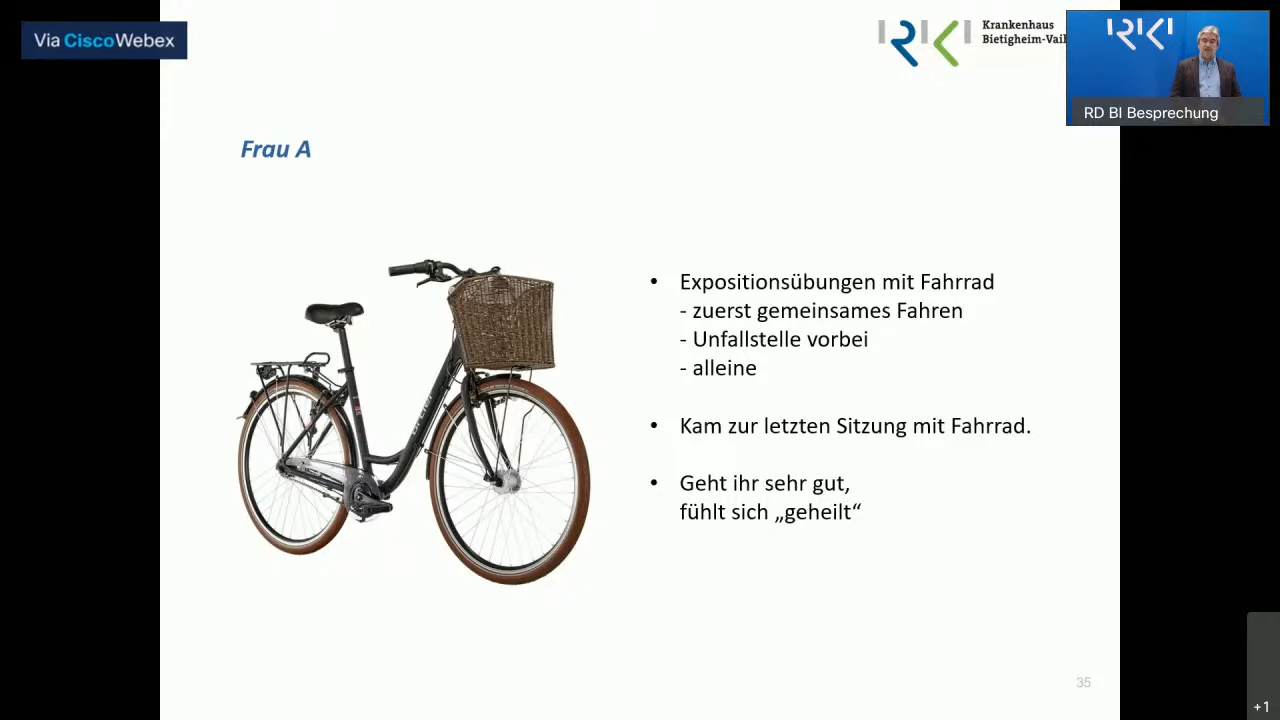 Via CiscoWebex
Krankenhaus
Bietigheim-Vaih
RD BI Besprechung
Frau A
• Expositionsübungen mit Fahrrad
- zuerst gemeinsames Fahren
- Unfallstelle vorbei
- alleine
• Kam zur letzten Sitzung mit Fahrrad.
• Geht ihr sehr gut,
fühlt sich „geheilt“
35
+1